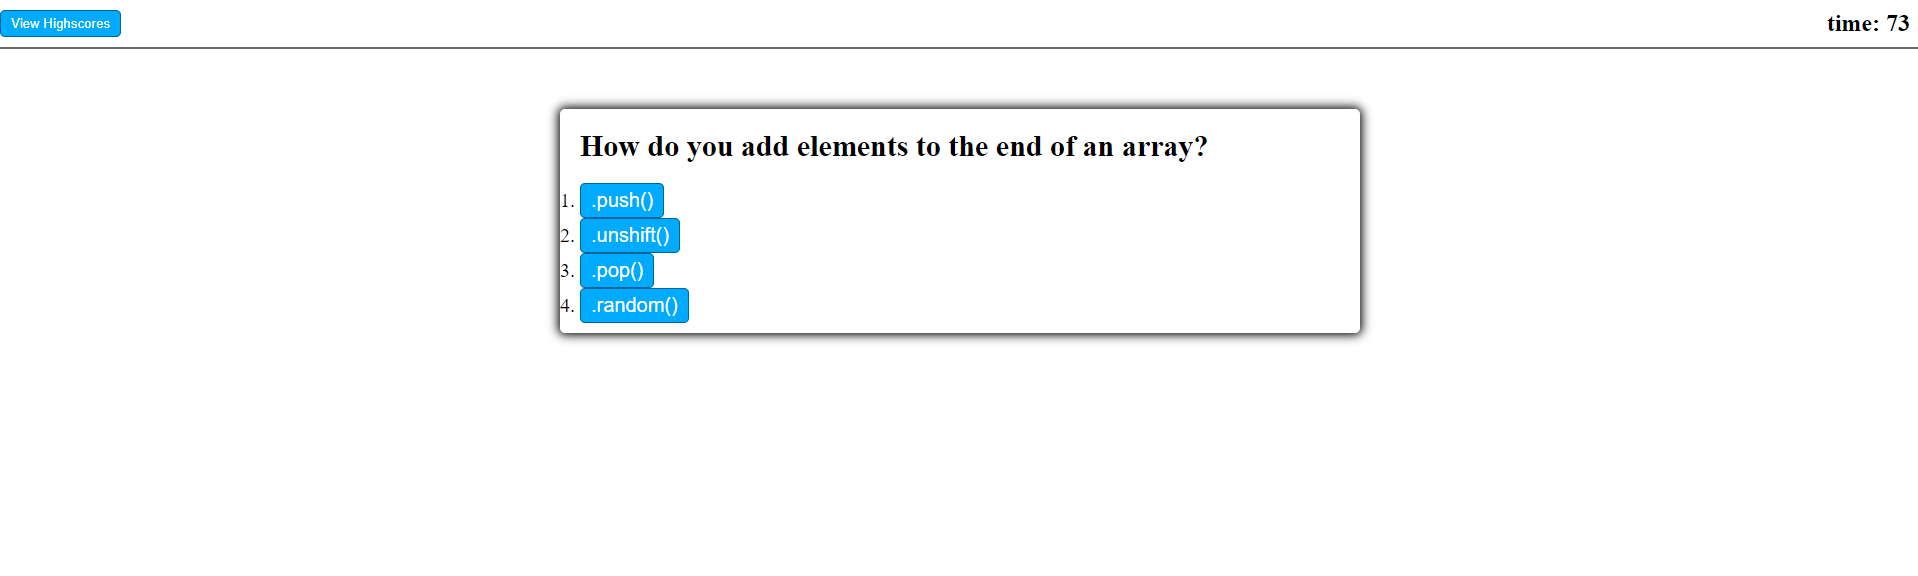 View Highscores
time: 73
How do you add elements to the end of an array?
1. .push()
2. .unshift()
3. .pop()
4. .random()